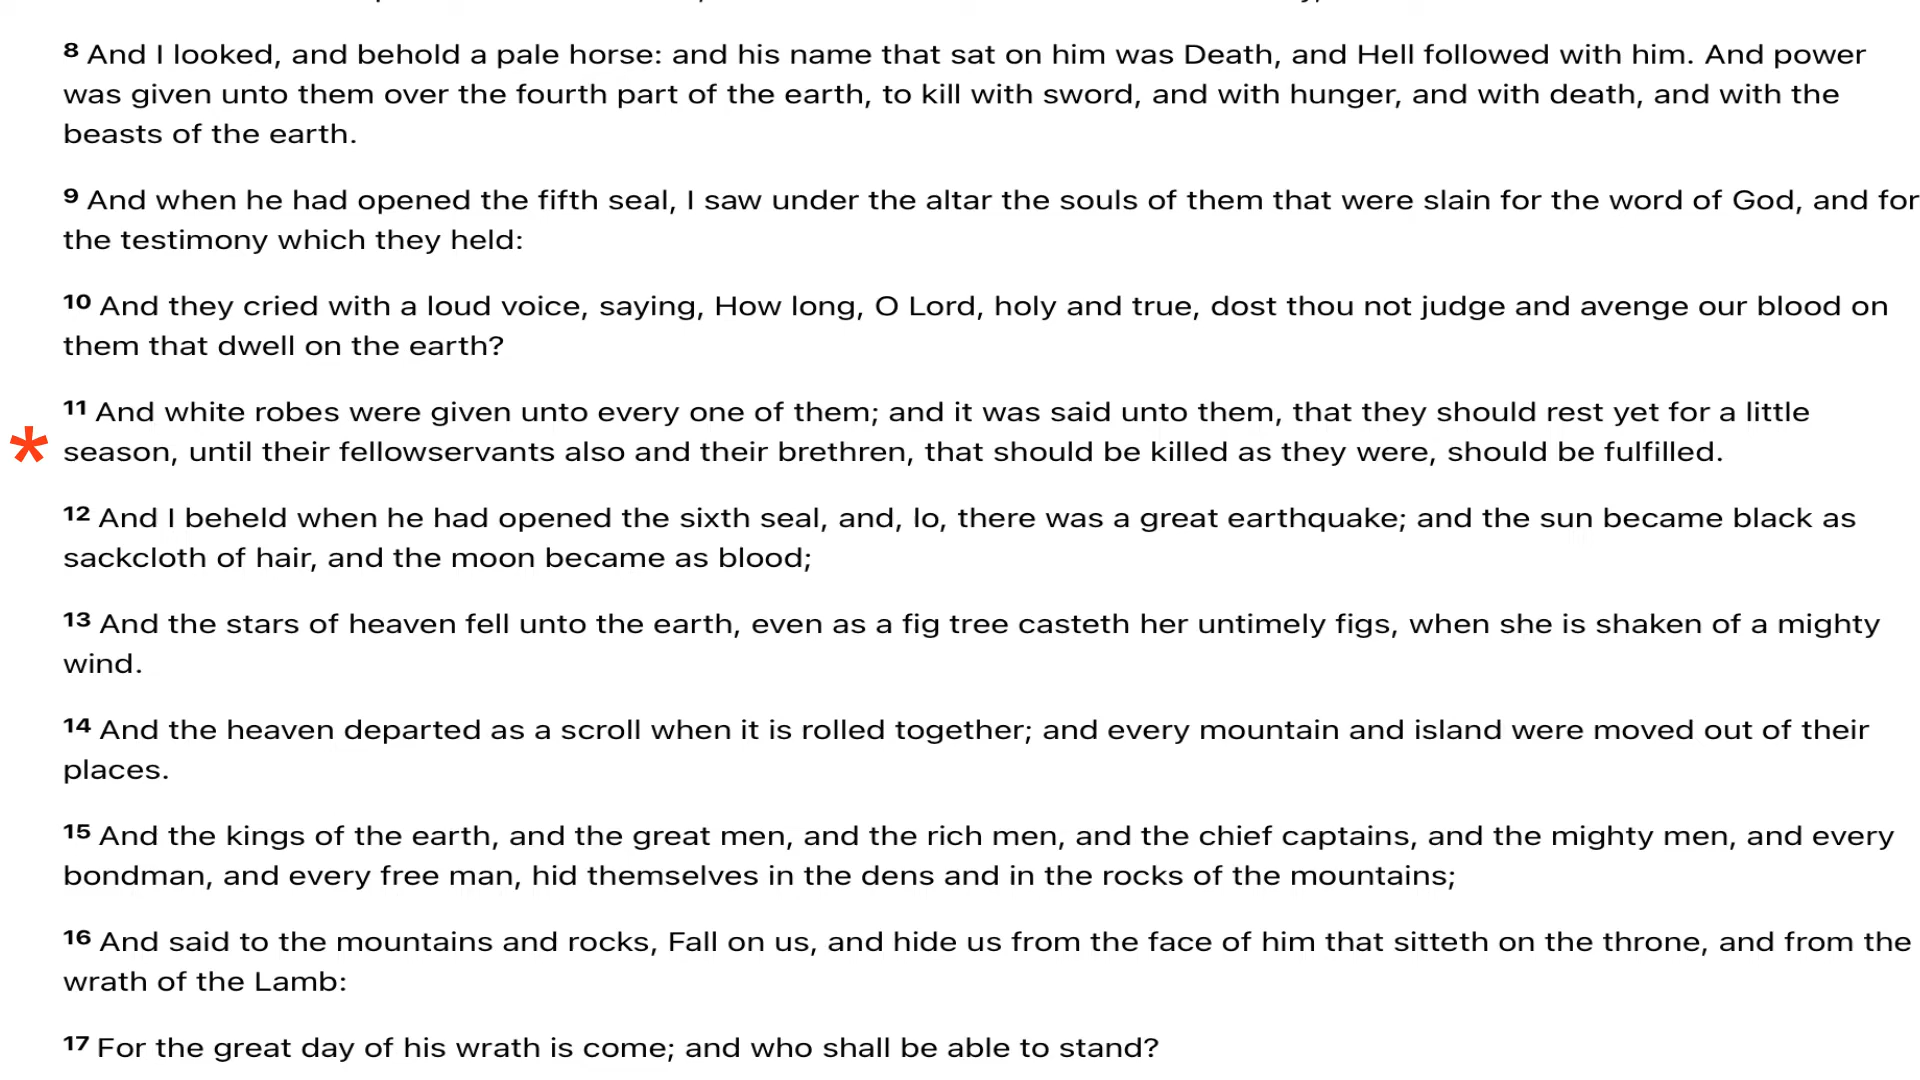 8 And I looked, and behold a pale horse: and his name that sat on him was Death, and Hell followed with him. And power
was given unto them over the fourth part of the earth, to kill with sword, and with hunger, and with death, and with the
beasts of the earth.
9 And when he had opened the fifth seal, I saw under the altar the souls of them that were slain for the word of God, and for
the testimony which they held:
10 And they cried with a loud voice, saying, How long, O Lord, holy and true, dost thou not judge and avenge our blood on
them that dwell on the earth?
11 And white robes were given unto every one of them; and it was said unto them, that they should rest yet for a little
* season, until their fellowservants also and their brethren, that should be killed as they were, should be fulfilled.
12 And I beheld when he had opened the sixth seal, and, lo, there was a great earthquake; and the sun became black as
sackcloth of hair, and the moon became as blood;
13 And the stars of heaven fell unto the earth, even as a fig tree casteth her untimely figs, when she is shaken of a mighty
wind.
14 And the heaven departed as a scroll when it is rolled together; and every mountain and island were moved out of their
places.
15 And the kings of the earth, and the great men, and the rich men, and the chief captains, and the mighty men, and every
bondman, and every free man, hid themselves in the dens and in the rocks of the mountains;
16 And said to the mountains and rocks, Fall on us, and hide us from the face of him that sitteth on the throne, and from the
wrath of the Lamb:
17 For the great day of his wrath is come; and who shall be able to stand?